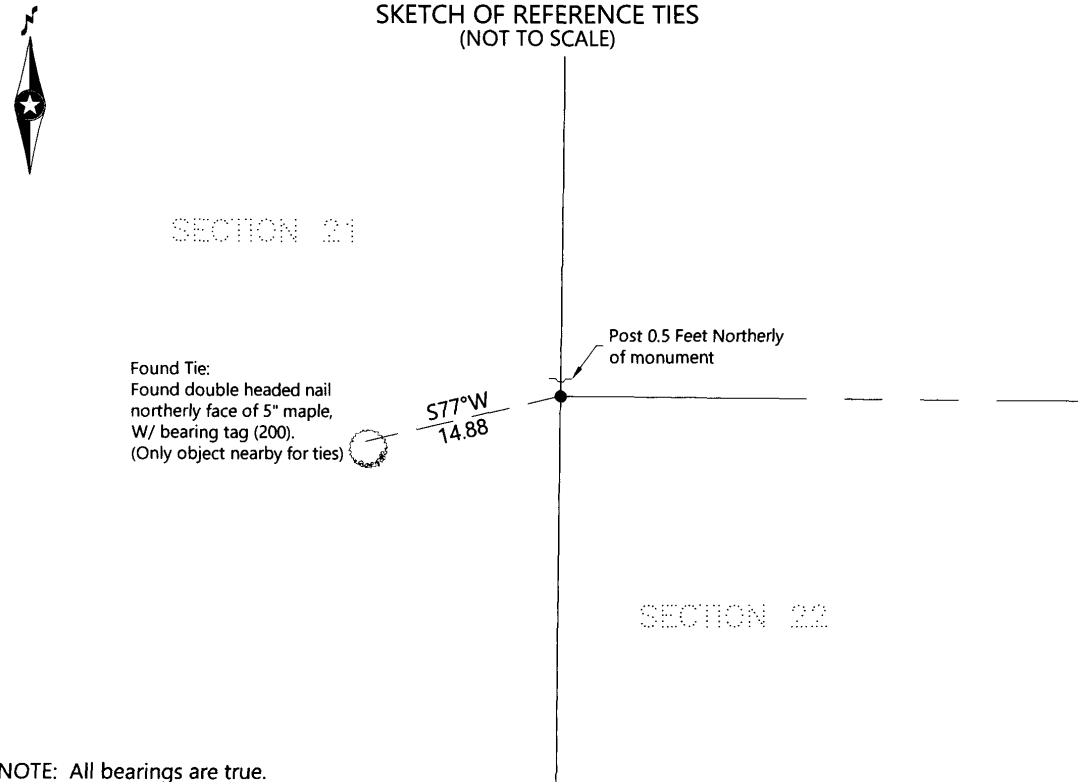 N
SKETCH OF REFERENCE TIES
(NOT TO SCALE)
SECTION 21
Post 0.5 Feet Northerly
of monument
Found Tie:
Found double headed nail
northerly face of 5" maple,
W/ bearing tag (200).
(Only object nearby for ties)
S77°W
14.88
SECTION 22
NOTE: All bearings are true.